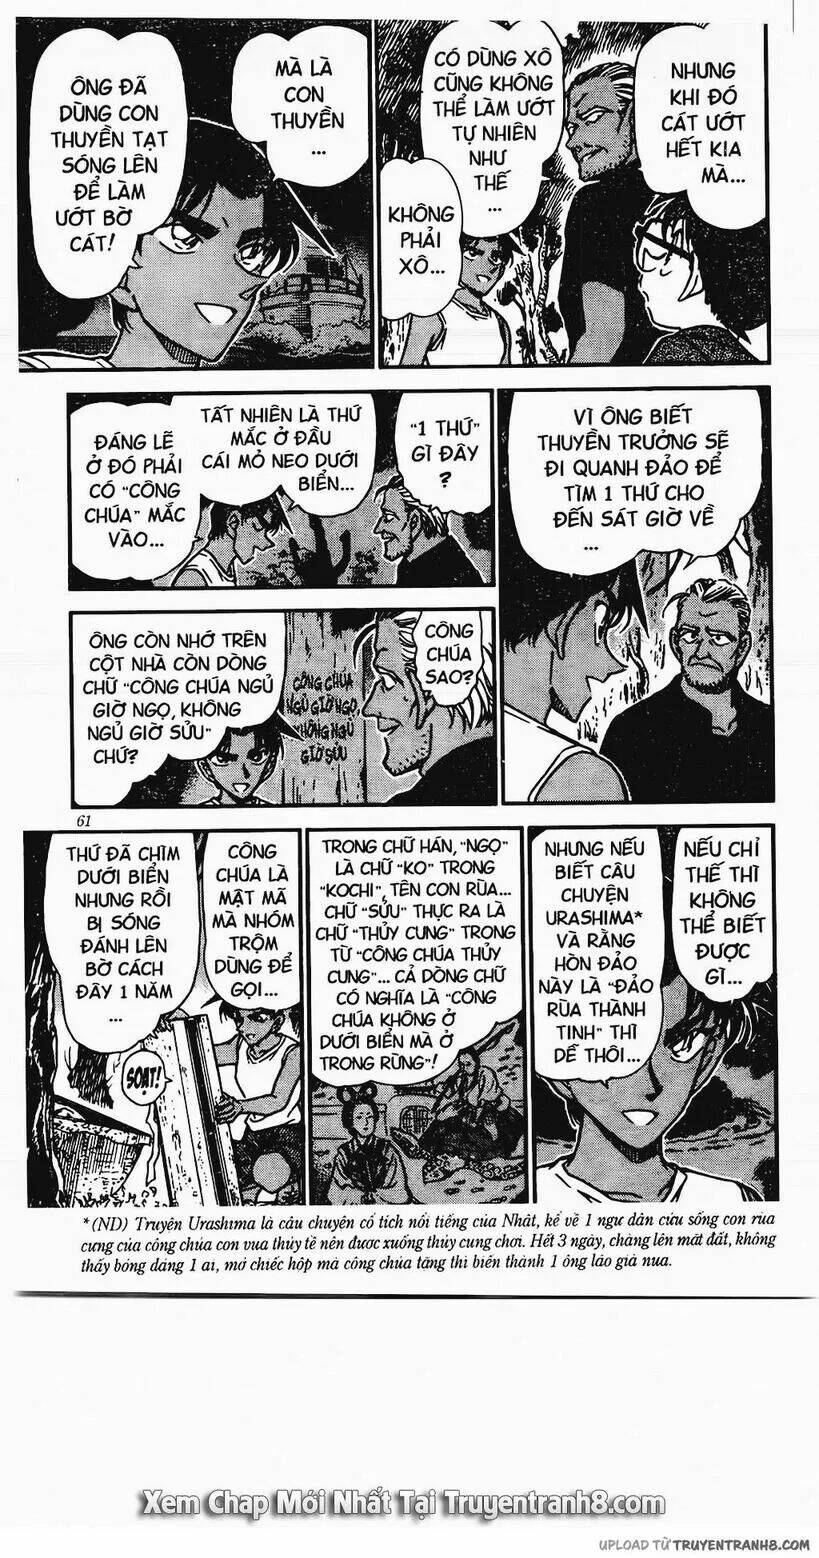 NHƯNG
KHI ĐÓ
CÁT ƯỚT
HẾT KIA
MÀ...
CÓ DÙNG XÔ
CŨNG KHÔNG
THỂ LÀM ƯỚT
TỰ NHIÊN
NHƯ
THẾ
...
KHÔNG
PHẢI
XÔ...
MÀ LÀ
CON
THUYỀN
...
ÔNG ĐÃ
DÙNG CON
THUYỀN TẠT
SÓNG LÊN
ĐỂ LÀM
ƯỚT BỜ
CÁT!
VÌ ÔNG BIẾT
THUYỀN TRƯỞNG SẼ
ĐI QUANH ĐẢO ĐỂ
TÌM 1 THỨ CHO
ĐẾN SÁT GIỜ VỀ
...
"1 THỨ"
GÌ ĐÂY
?
TẤT NHIÊN LÀ THỨ
MẮC Ở ĐẦU
CÁI MỎ NEO DƯỚI
BIỂN...
ĐÁNG LẼ
Ở ĐÓ PHẢI
CÓ "CÔNG
CHÚA" MẮC
VÀO...
CÔNG
CHÚA
SAO?
CÔNG CHÚA
NGỦ GIỜ NGỌ,
KHÔNG NGỦ
GIỜ SỬU
ÔNG CÒN NHỚ TRÊN
CỘT NHÀ CÒN DÒNG
CHỮ "CÔNG CHÚA NGỦ
GIỜ NGỌ, KHÔNG
NGỦ GIỜ SỬU"
CHỨ?
61
NẾU CHỈ
THẾ THÌ
KHÔNG
THỂ BIẾT
ĐƯỢC
GÌ...
NHƯNG NẾU
BIẾT CÂU
CHUYỆN
URASHIMA*
VÀ RẰNG
HÒN ĐẢO
NÀY LÀ "ĐẢO
RÙA THÀNH
TINH" THÌ
DỄ THÔI...
TRONG CHỮ HÁN, "NGỌ"
LÀ CHỮ "KO" TRONG
"KOCHI", TÊN CON RÙA...
CHỮ "SỬU" THỰC RA LÀ
CHỮ "THỦY CUNG" TRONG
TỪ "CÔNG CHÚA THỦY
CUNG"... CẢ DÒNG CHỮ
CÓ NGHĨA LÀ "CÔNG
CHÚA KHÔNG Ở
DƯỚI BIỂN MÀ Ở
TRONG RỪNG"!
CÔNG
CHÚA LÀ
MẬT MÃ
MÀ NHÓM
TRỘM
DÙNG ĐỂ
GỌI...
THỨ ĐÃ CHÌM
DƯỚI BIỂN
NHƯNG RỒI
BỊ SÓNG
ĐÁNH LÊN
BỜ CÁCH
ĐÂY 1 NĂM
...
SOẠT!
*(ND) Truyện Urashima là câu chuyện cổ tích nổi tiếng của Nhật, kể về 1 ngư dân cứu sống con rùa
cưng của công chúa con vua thủy tề nên được xuống thủy cung chơi. Hết 3 ngày, chàng lên mặt đất, không
thấy bóng dáng 1 ai, mở chiếc hộp mà công chúa tặng thì biến thành 1 ông lão già nua.
Xem Chap Mới Nhất Tại Truyentranh8.com
UPLOAD TỪ TRUYENTRANH8.COM